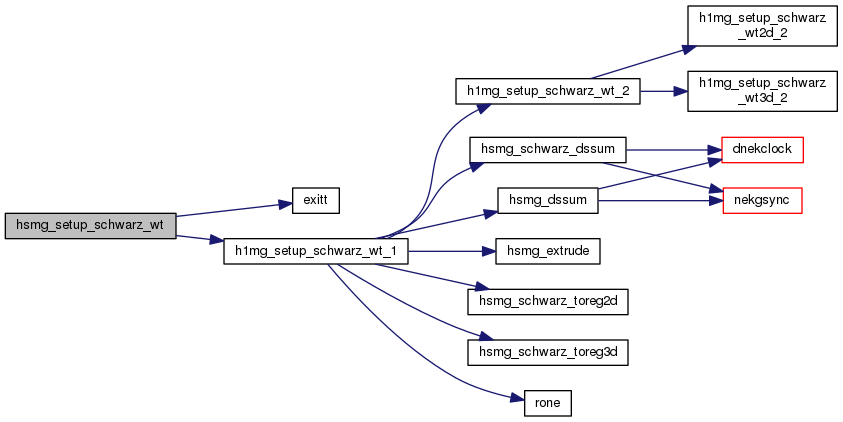 h1mg_setup_schwarz
_wt2d_2
h1mg_setup_schwarz_wt_2
h1mg_setup_schwarz
_wt3d_2
hsmg_schwarz_dssum
dnekclock
exitt
hsmg_dssum
nekgsync
hsmg_setup_schwarz_wt
h1mg_setup_schwarz_wt_1
hsmg_extrude
hsmg_schwarz_toreg2d
hsmg_schwarz_toreg3d
rone